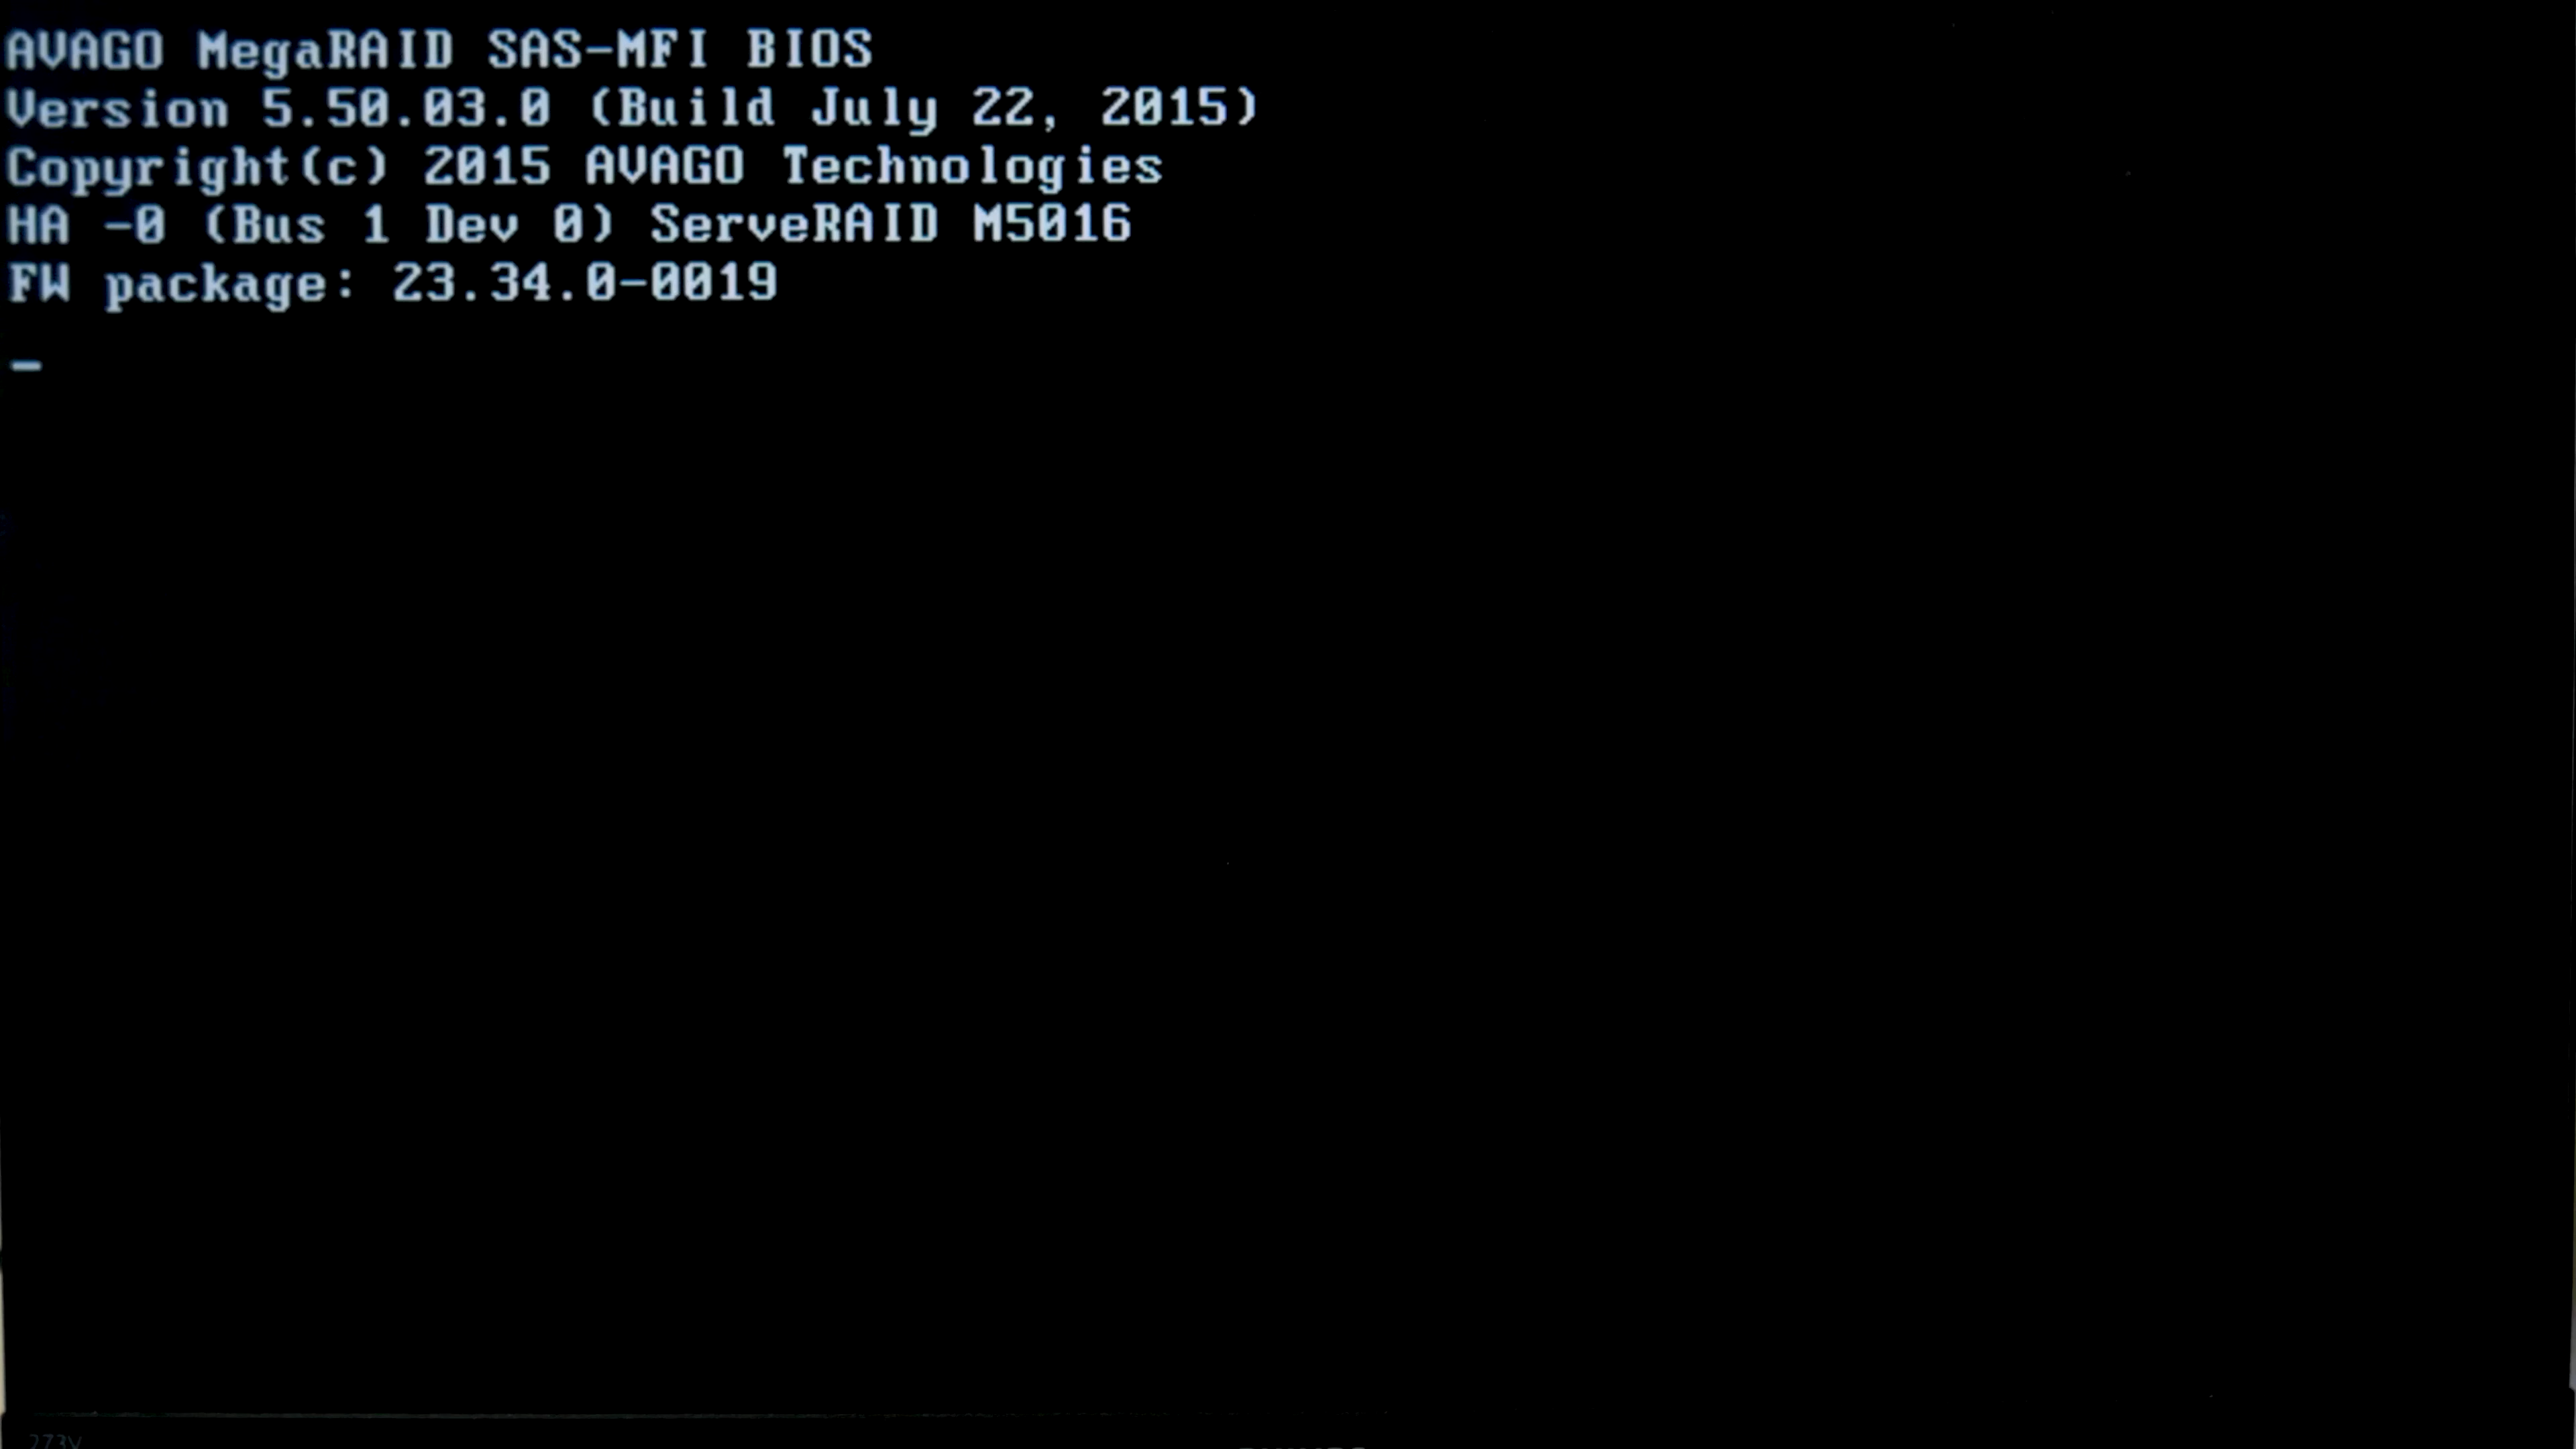 AVAGO MegaRAID SAS-MFI BIOS
Version 5.50.03.0 (Build July 22, 2015)
Copyright(c) 2015 AVAGO Technologies
HA -0 (Bus 1 Dev 0) ServeRAID M5016
FW package: 23.34.0-0019
_
273V